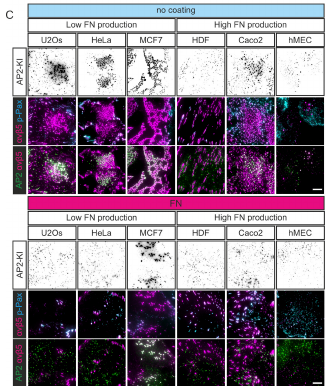 C
no coating
Low FN production High FN production
U2Os HeLa MCF7 HDF Caco2 hMEC
AP2-KI
αvβ5 p-Pax
AP2 αvβ5
FN
Low FN production High FN production
U2Os HeLa MCF7 HDF Caco2 hMEC
AP2-KI
αvβ5 p-Pax
AP2 αvβ5